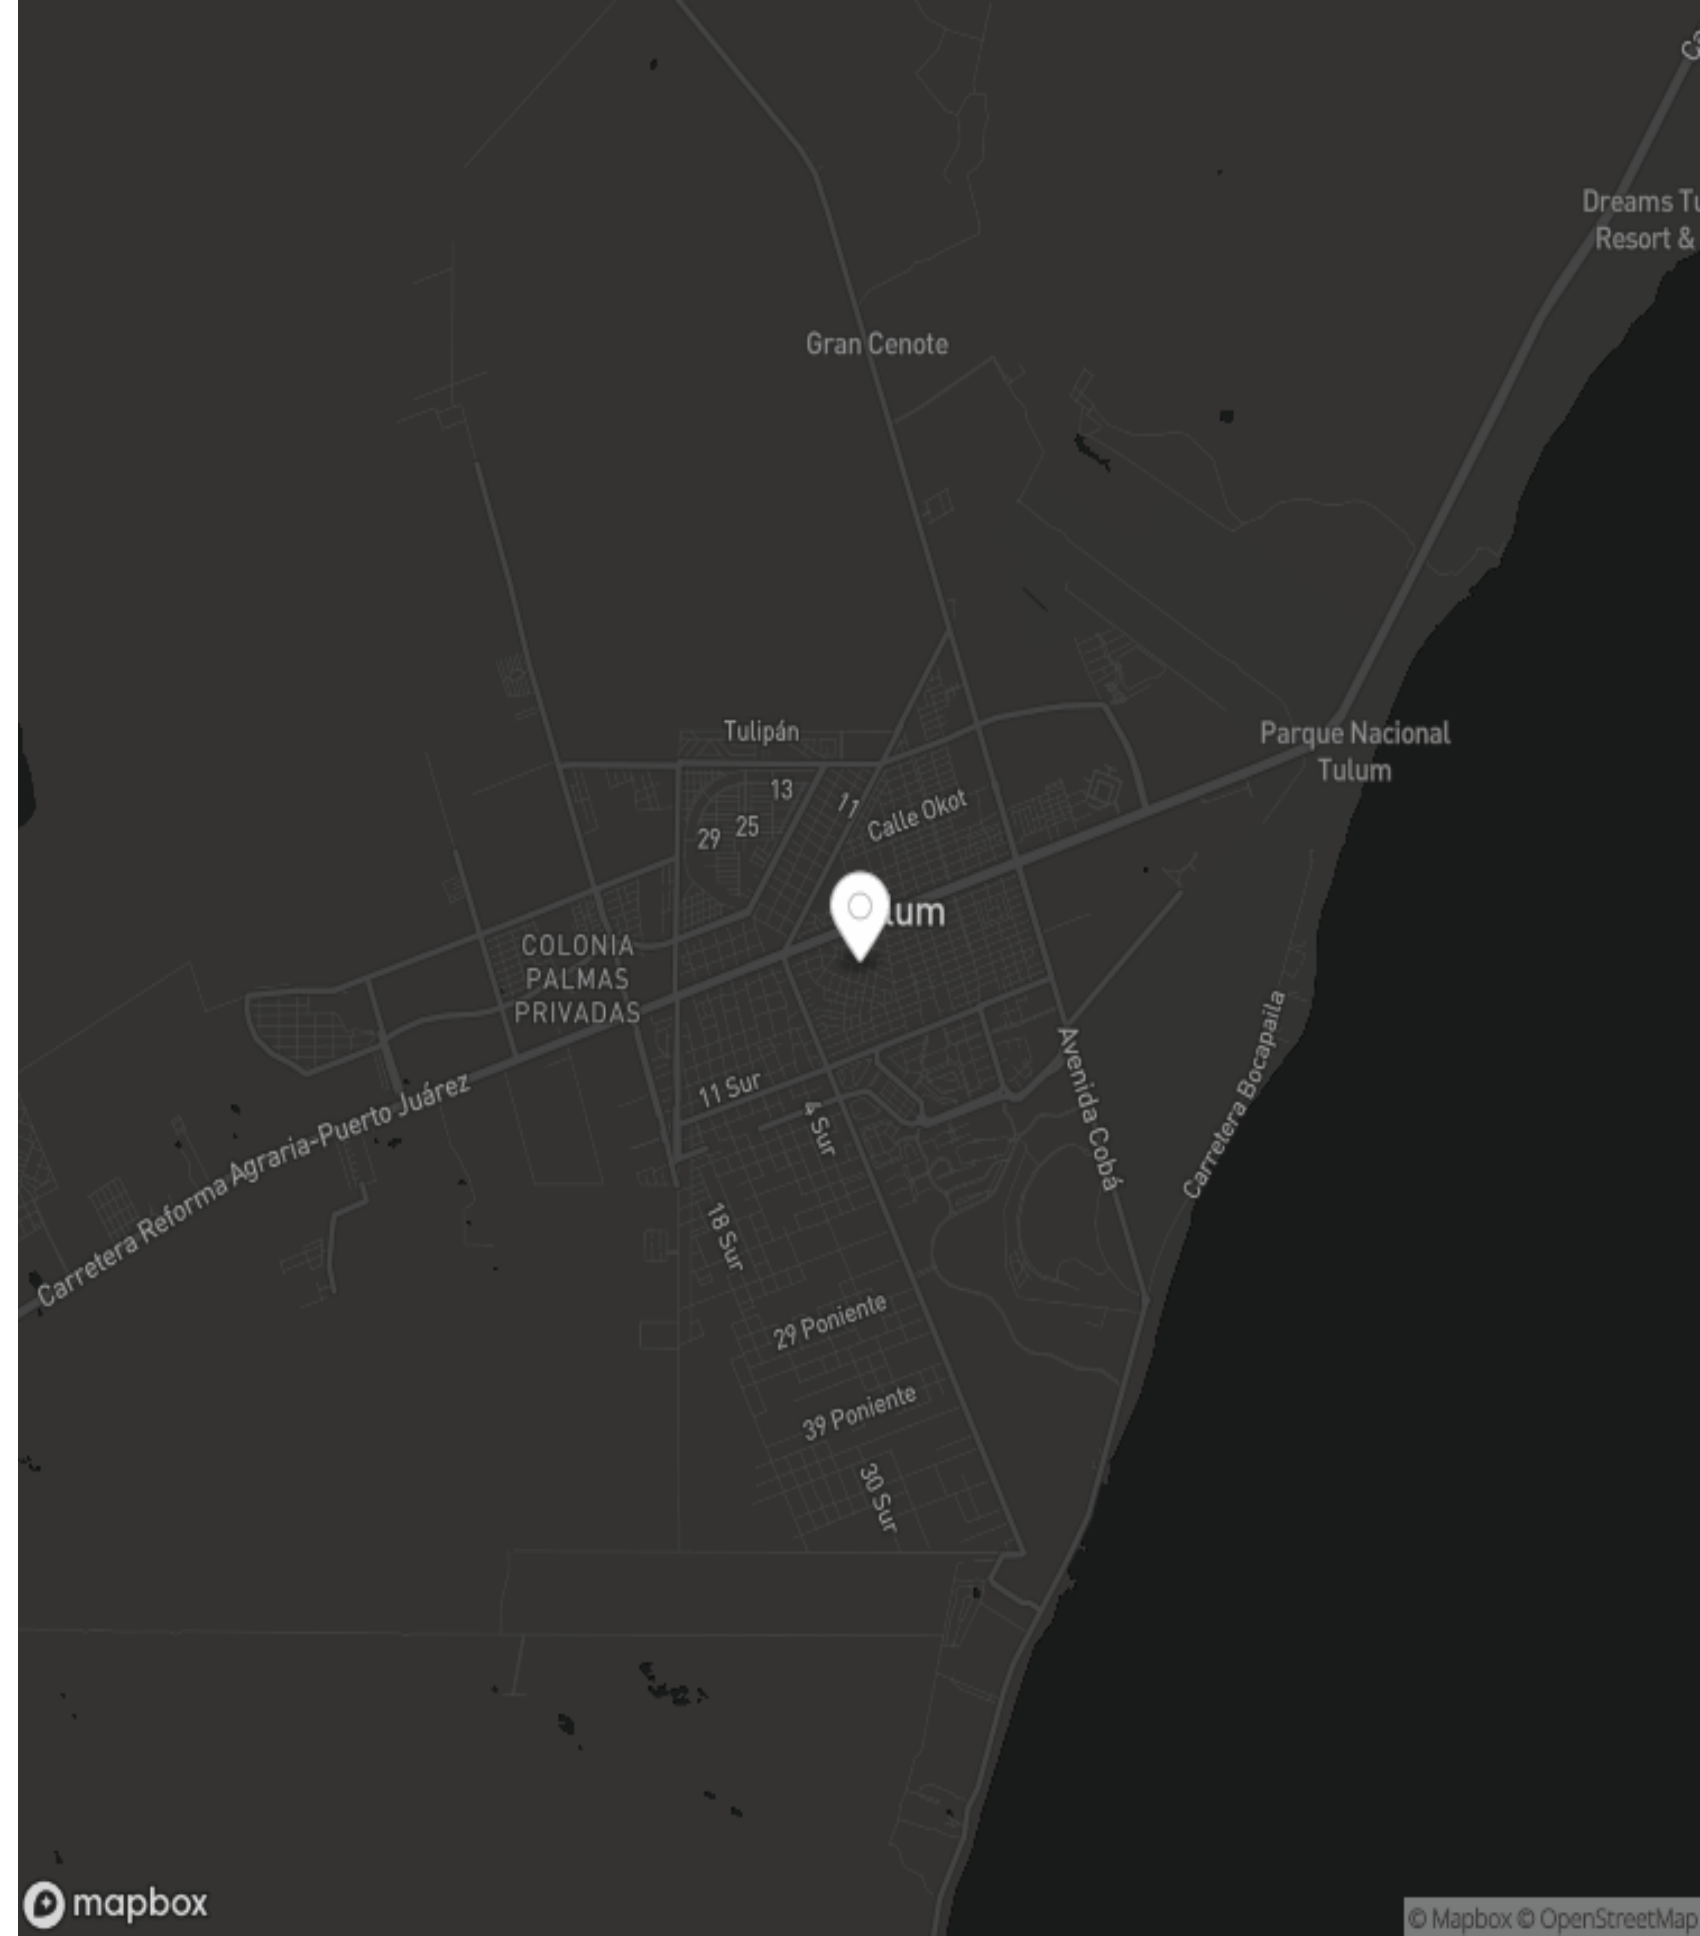 Ca
Dreams Tu
Resort &
Gran Cenote
Tulipán
Parque Nacional
Tulum
13
11
25
29
Calle Okot
lum
COLONIA
PALMAS
PRIVADAS
Carretera Reforma Agraria-Puerto Juárez
11 Sur
4 Sur
Avenida Cobá
Carretera Bocapaila
18 Sur
29 Poniente
39 Poniente
30 Sur
mapbox
© Mapbox © OpenStreetMap